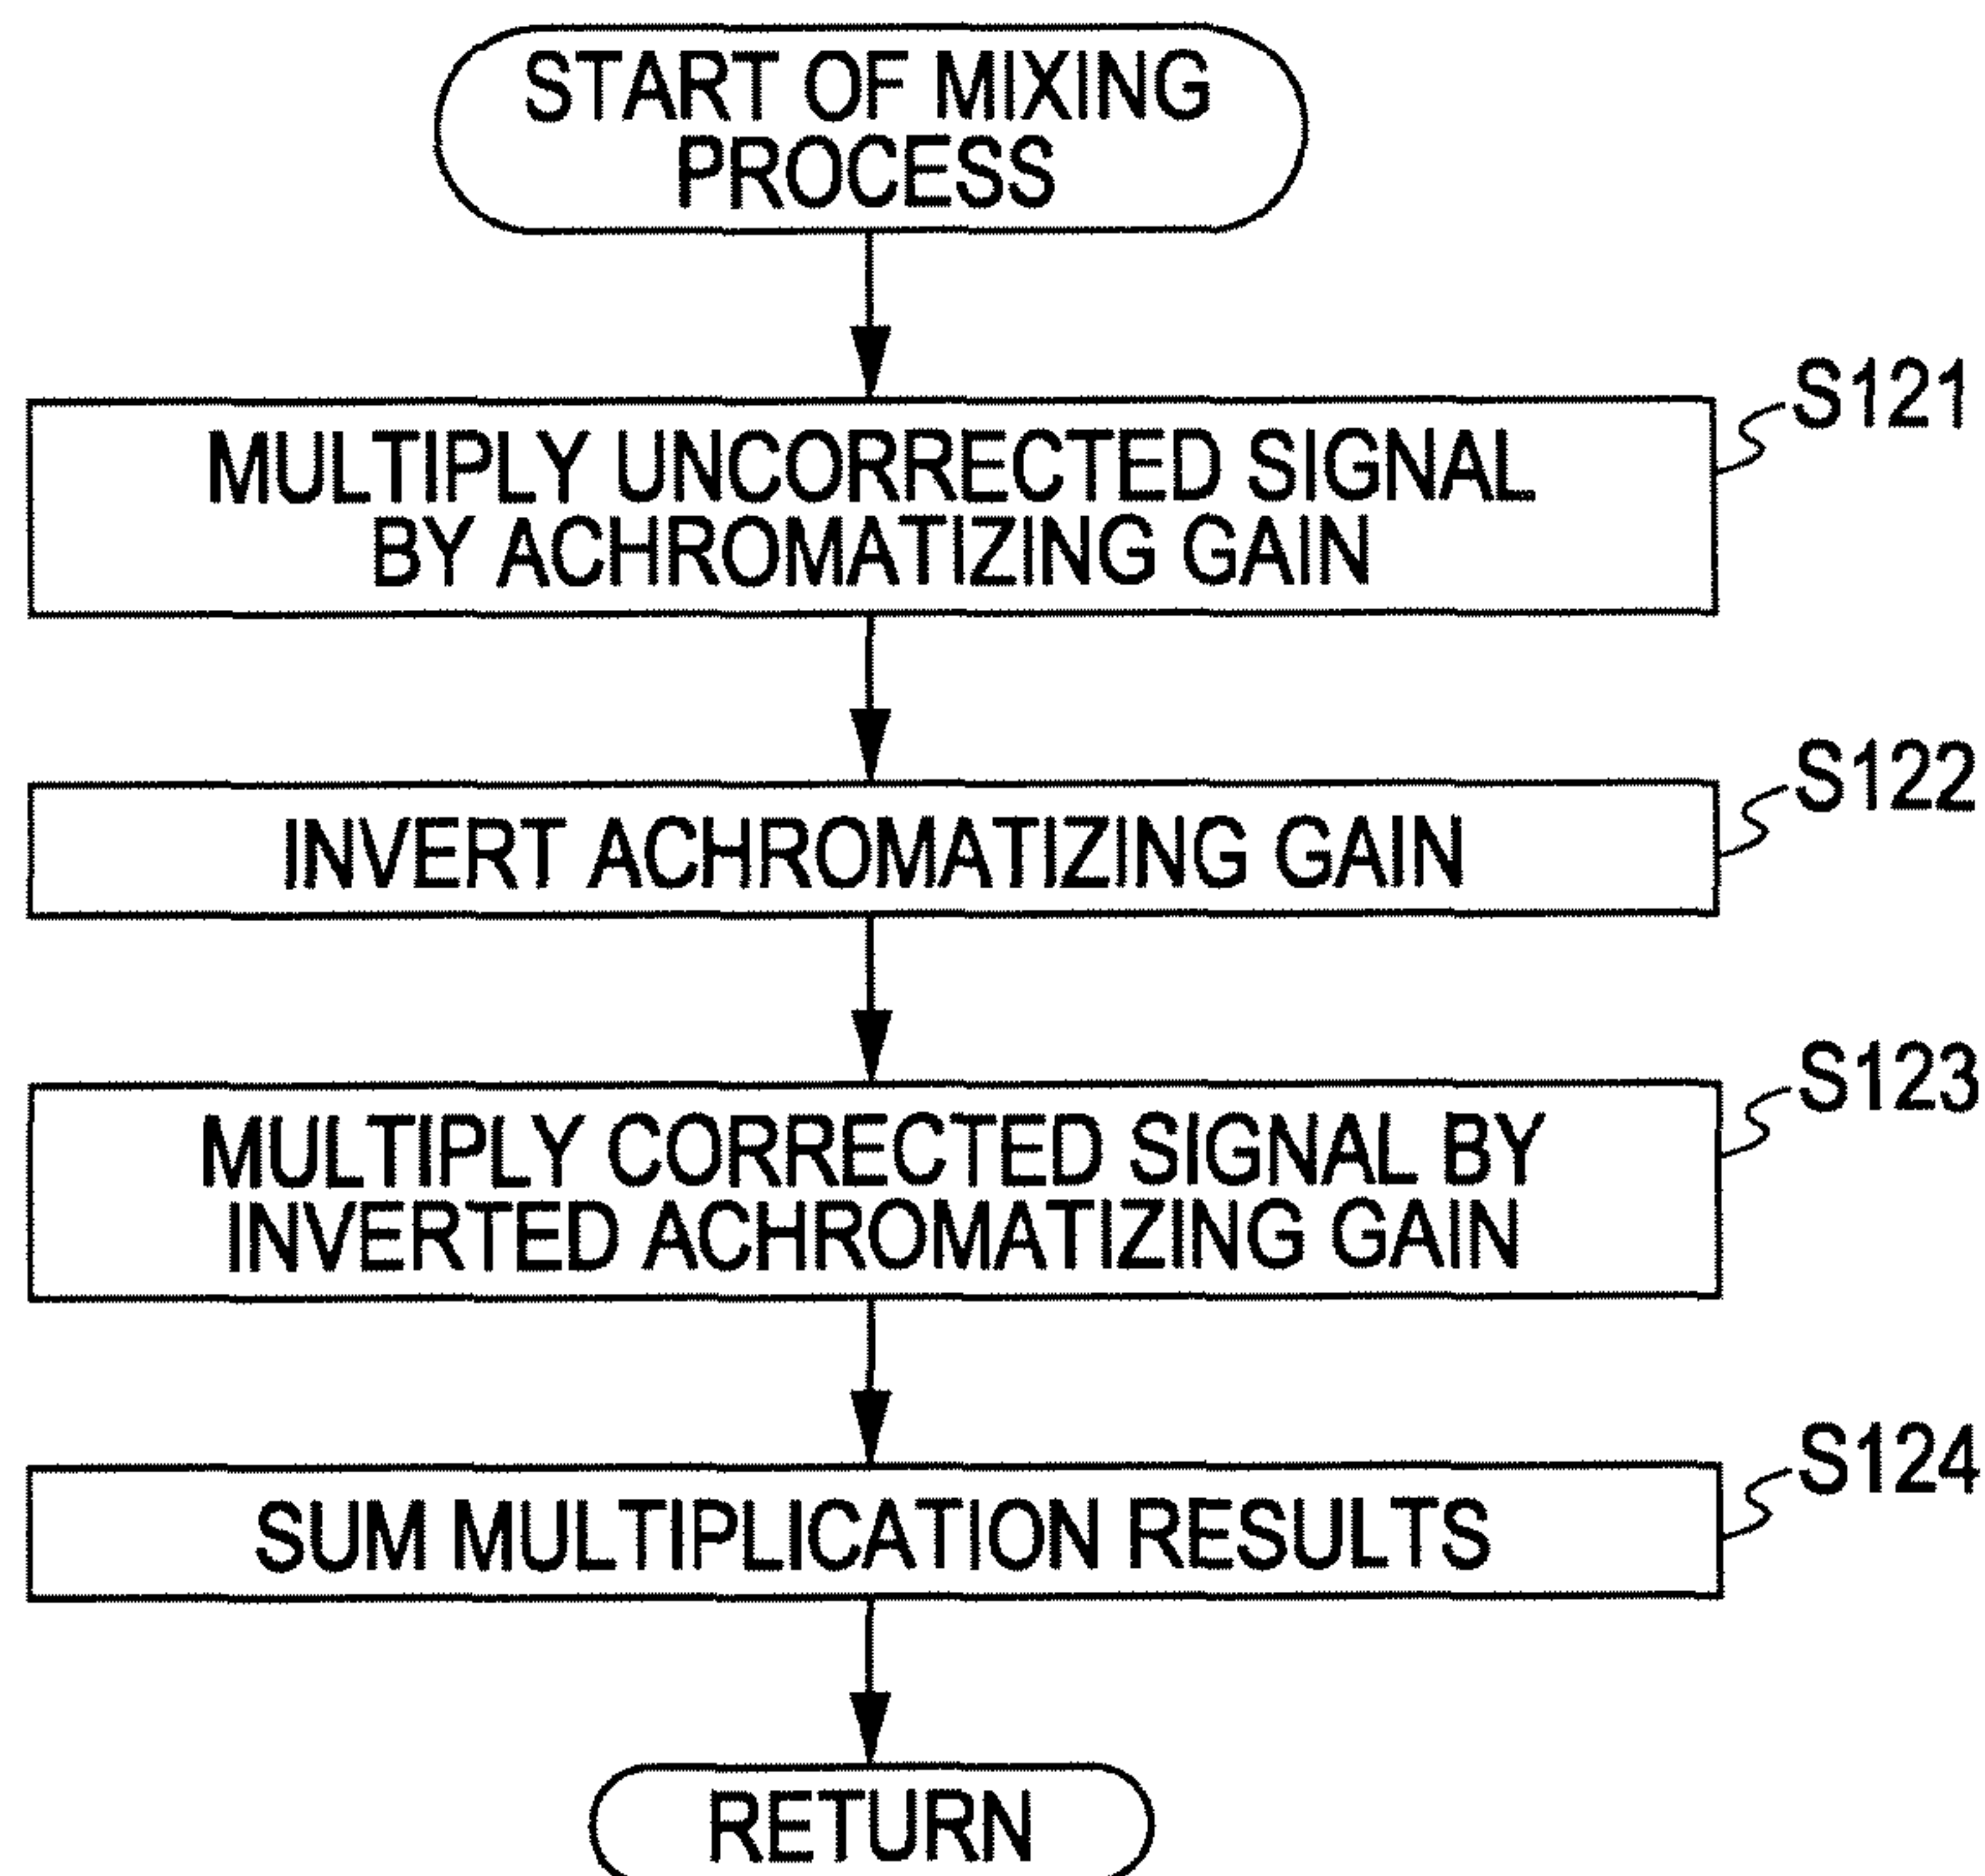 START OF MIXING
PROCESS
S121
MULTIPLY UNCORRECTED SIGNAL
BY ACHROMATIZING GAIN
S122
INVERT ACHROMATIZING GAIN
S123
MULTIPLY CORRECTED SIGNAL BY
INVERTED ACHROMATIZING GAIN
S124
SUM MULTIPLICATION RESULTS
RETURN